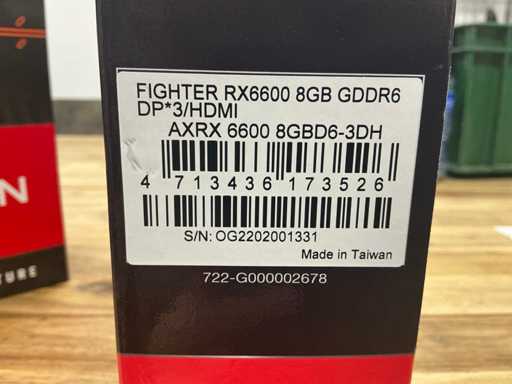 FIGHTER RX6600 8GB GDDR6
DP*3/HDMI
AXRX 6600 8GBD6-3DH
4 713436 173526
S/N: OG2202001331
Made in Taiwan
722-G000002678